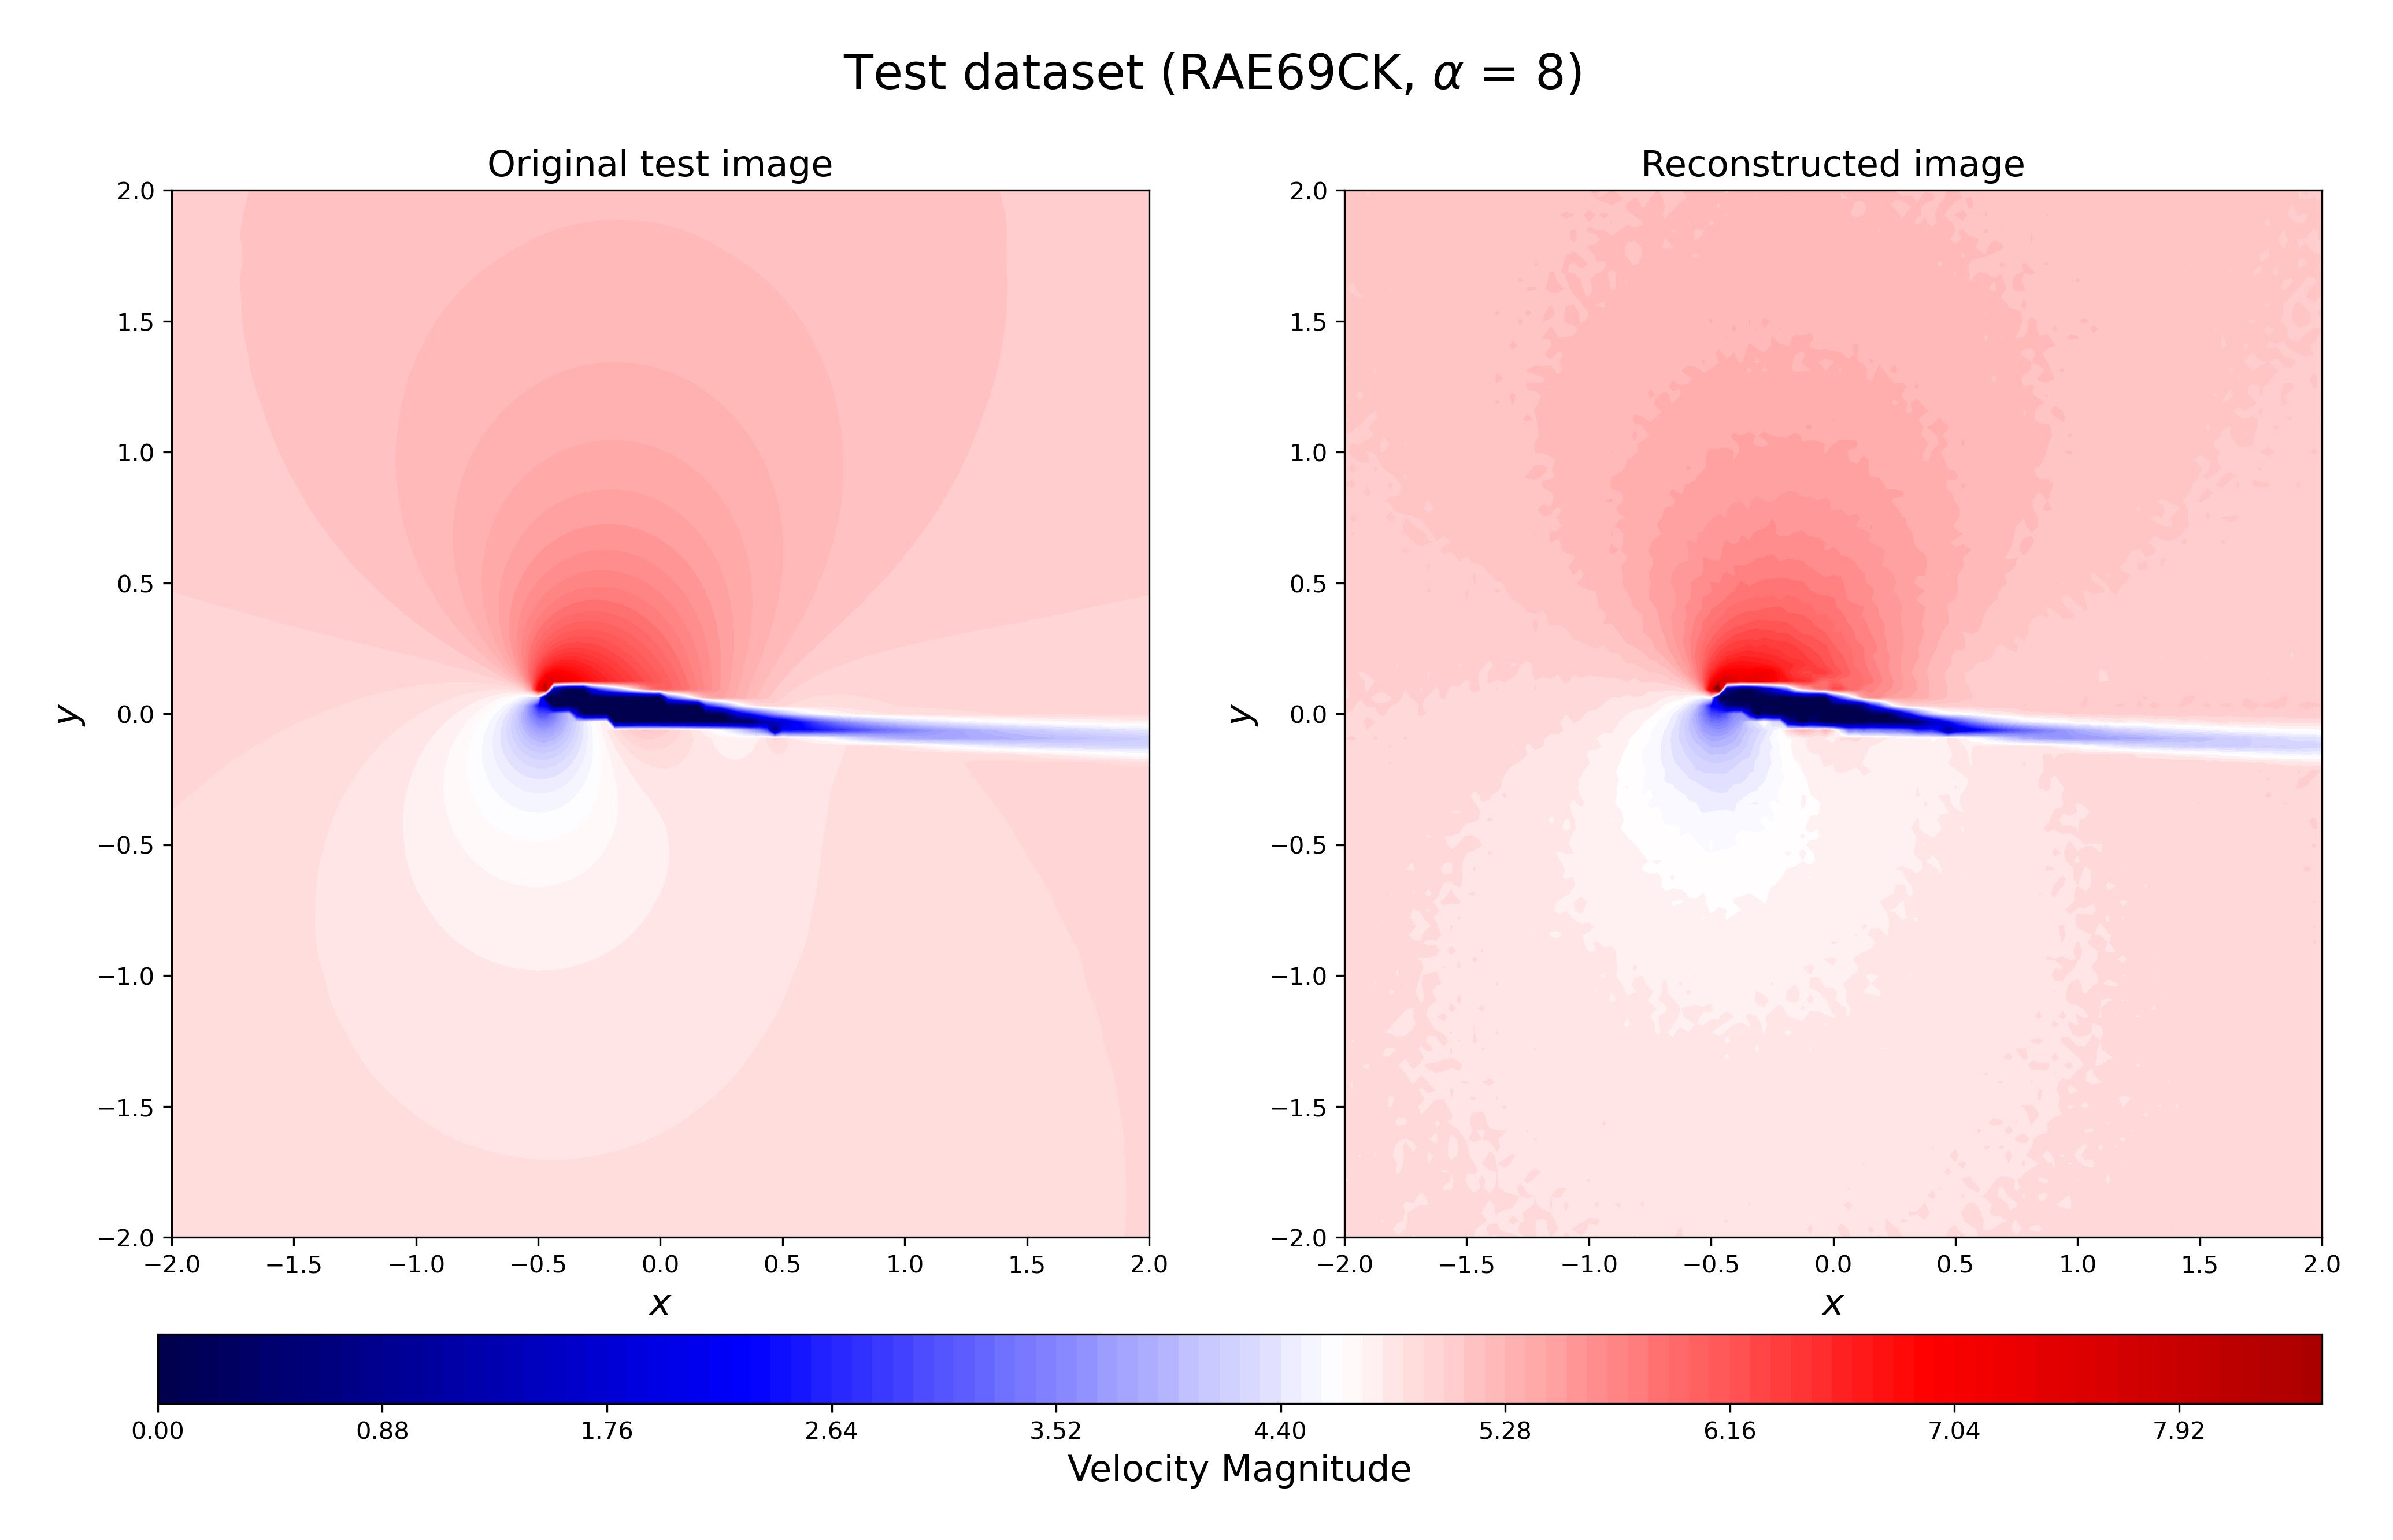 Test dataset (RAE69CK, α = 8)
Original test image
Reconstructed image
2.0
1.5
1.0
0.5
0.0
−0.5
−1.0
−1.5
−2.0
y
−2.0 −1.5 −1.0 −0.5 0.0 0.5 1.0 1.5 2.0
x
2.0
1.5
1.0
0.5
0.0
−0.5
−1.0
−1.5
−2.0
y
−2.0 −1.5 −1.0 −0.5 0.0 0.5 1.0 1.5 2.0
x
0.00 0.88 1.76 2.64 3.52 4.40 5.28 6.16 7.04 7.92
Velocity Magnitude